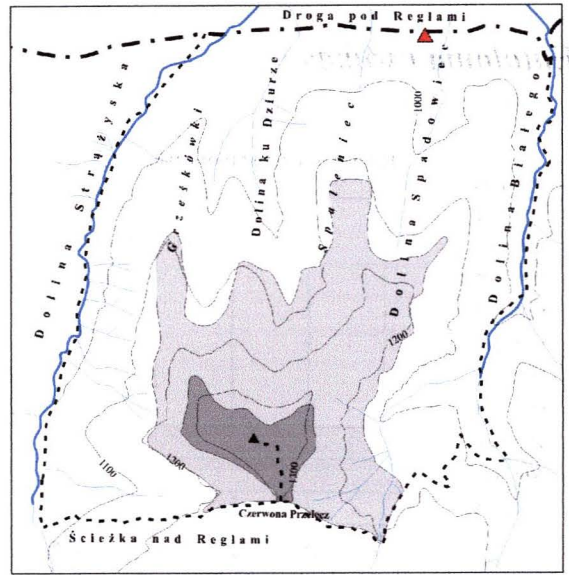 Droga pod Reglami
Dolina Strążyska
Grześkówki
Dolina ku Dziurze
Spaleniec
1000
Dolina Spadowiec
Dolina Białego
1200
1100
1200
1300
Czerwona Przełęcz
Ścieżka nad Reglami